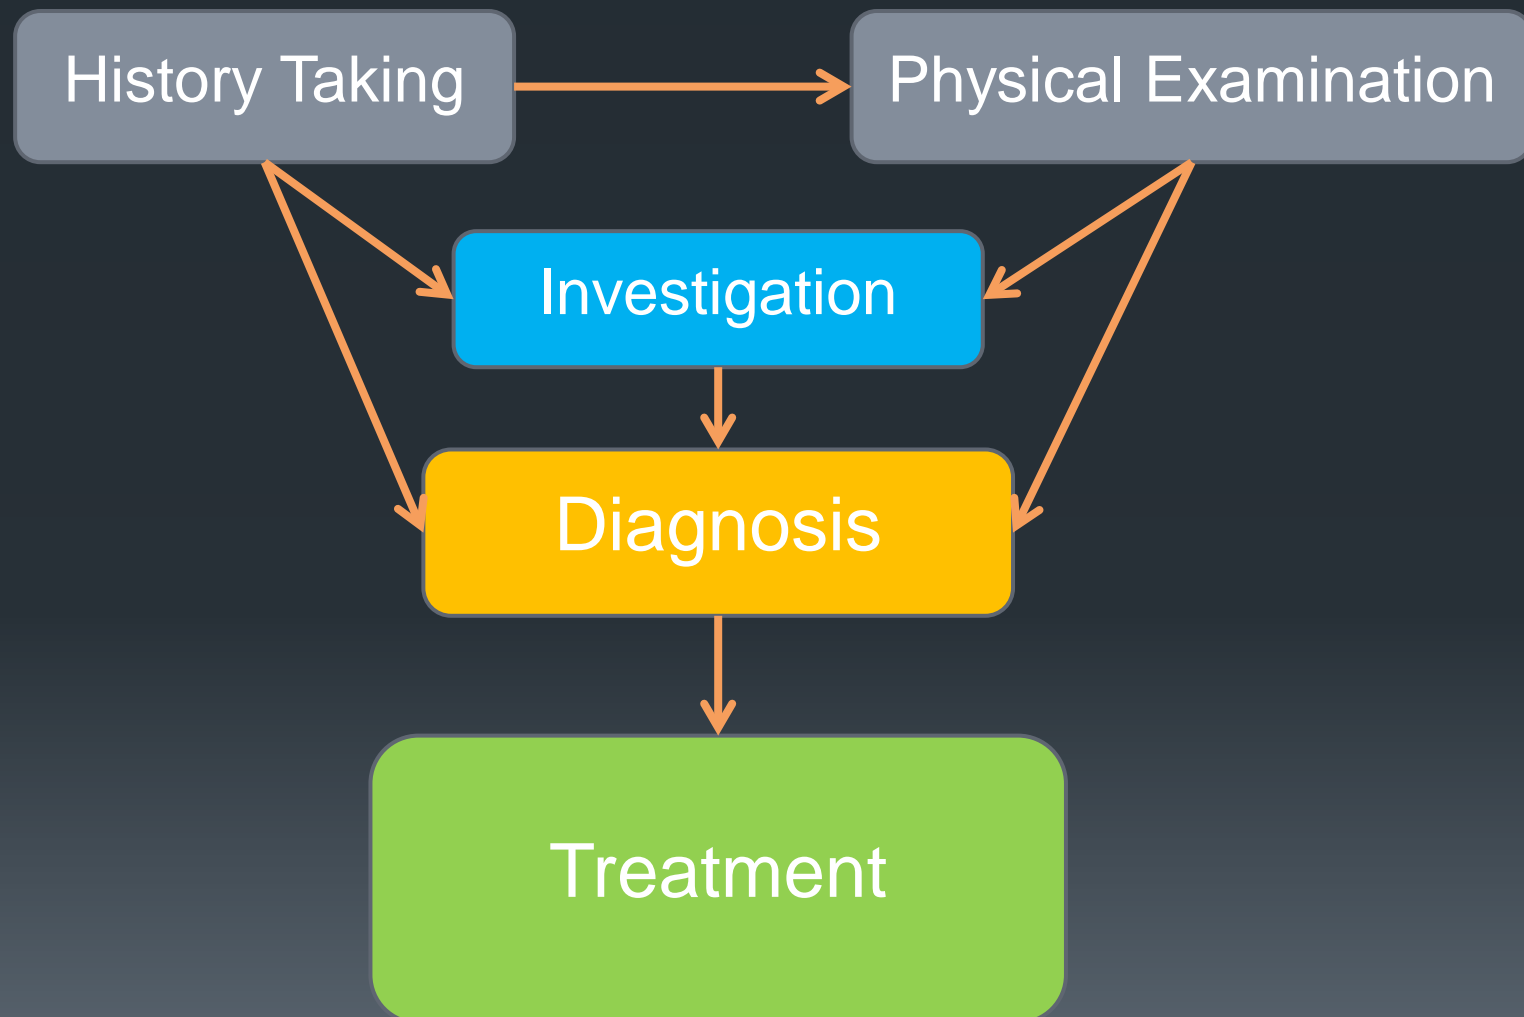 History Taking
Physical Examination
Investigation
Diagnosis
Treatment